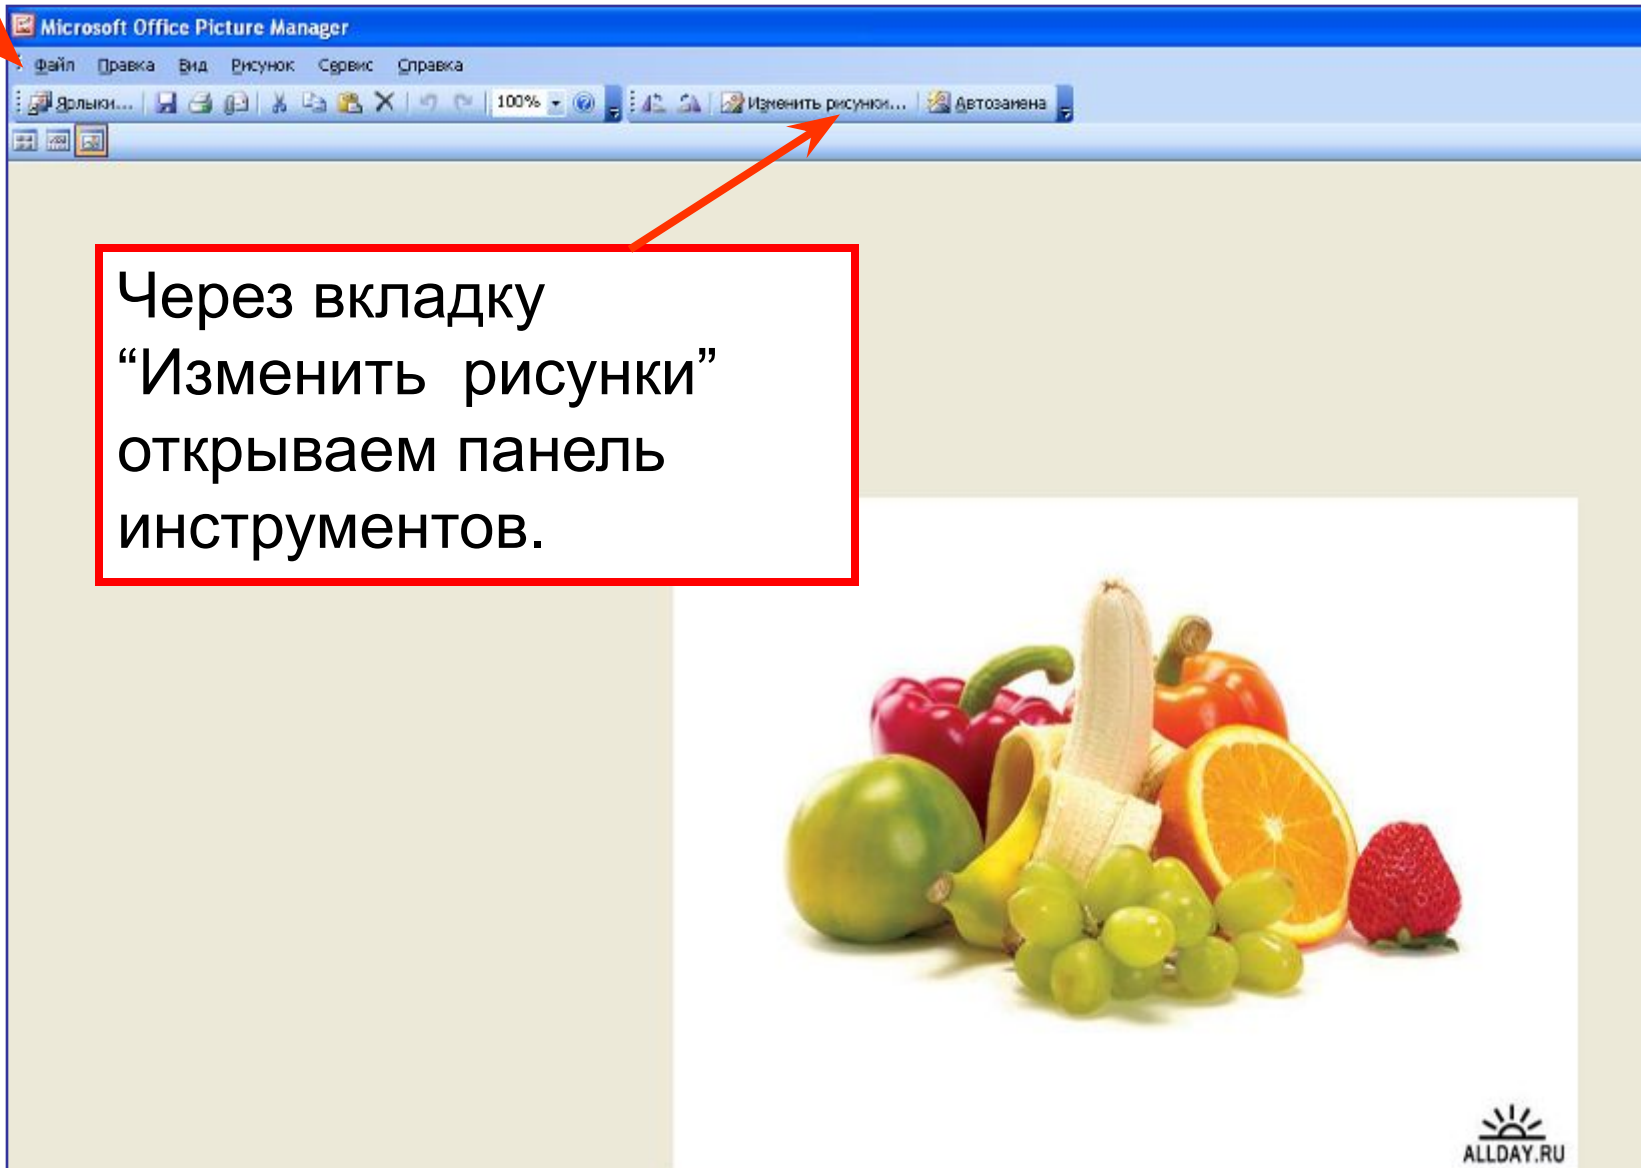 Microsoft Office Picture Manager
Файл Правка Вид Рисунок Сервис Справка
Ярлыки... 100% Изменить рисунки... Автозамена
Через вкладку
“Изменить рисунки”
открываем панель
инструментов.
ALLDAY.RU